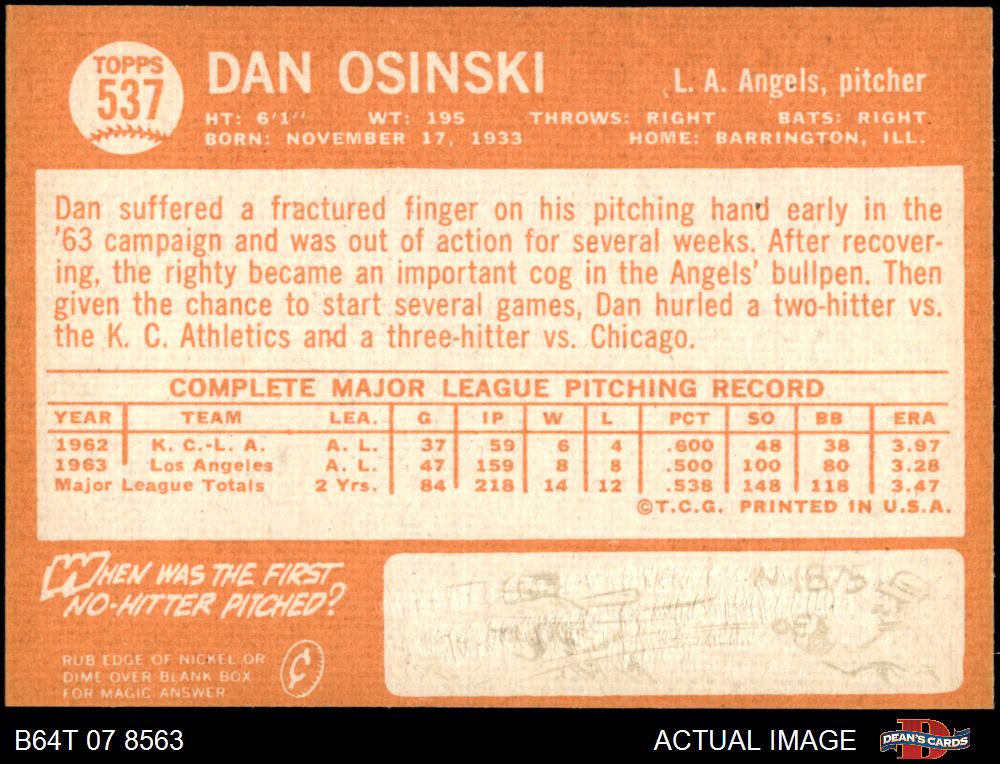 TOPPS
537
DAN OSINSKI
L. A. Angels, pitcher
HT: 6'1" WT: 195 THROWS: RIGHT BATS: RIGHT
BORN: NOVEMBER 17, 1933 HOME: BARRINGTON, ILL.
Dan suffered a fractured finger on his pitching hand early in the
'63 campaign and was out of action for several weeks. After recover-
ing, the righty became an important cog in the Angels' bullpen. Then
given the chance to start several games, Dan hurled a two-hitter vs.
the K. C. Athletics and a three-hitter vs. Chicago.
COMPLETE MAJOR LEAGUE PITCHING RECORD
YEAR TEAM LEA. G IP W L PCT SO BB ERA
1962 K. C.-L. A. A. L. 37 59 6 4 .600 48 38 3.97
1963 Los Angeles A. L. 47 159 8 8 .500 100 80 3.28
Major League Totals 2 Yrs. 84 218 14 12 .538 148 118 3.47
©T.C.G. PRINTED IN U.S.A.
WHEN WAS THE FIRST
NO-HITTER PITCHED?
RUB EDGE OF NICKEL OR
DIME OVER BLANK BOX
FOR MAGIC ANSWER
¢
1875
B64T 07 8563
ACTUAL IMAGE
DEAN'S CARDS